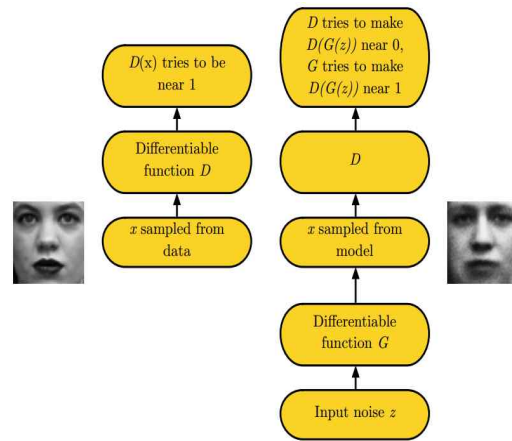 D(x) tries to be
near 1
Differentiable
function D
x sampled from
data
D tries to make
D(G(z)) near 0,
G tries to make
D(G(z)) near 1
D
x sampled from
model
Differentiable
function G
Input noise z